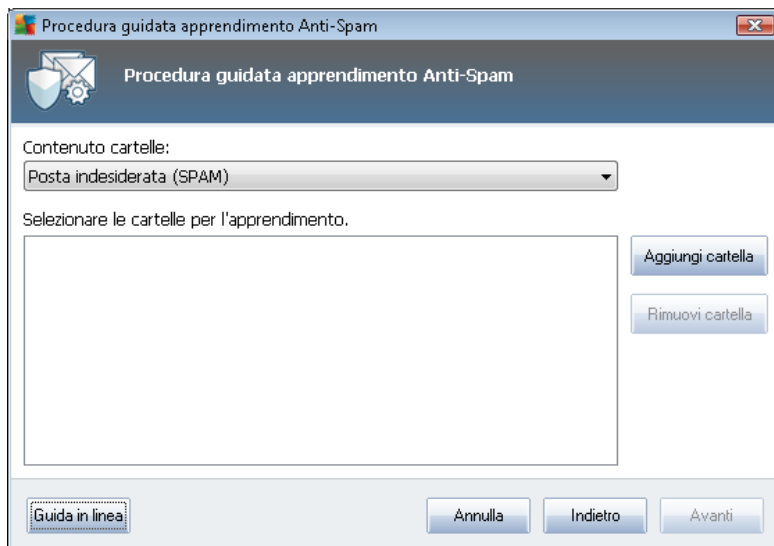 Procedura guidata apprendimento Anti-Spam
Procedura guidata apprendimento Anti-Spam
Contenuto cartelle:
Posta indesiderata (SPAM)
Selezionare le cartelle per l'apprendimento.
Aggiungi cartella
Rimuovi cartella
Guida in linea
Annulla
Indietro
Avanti